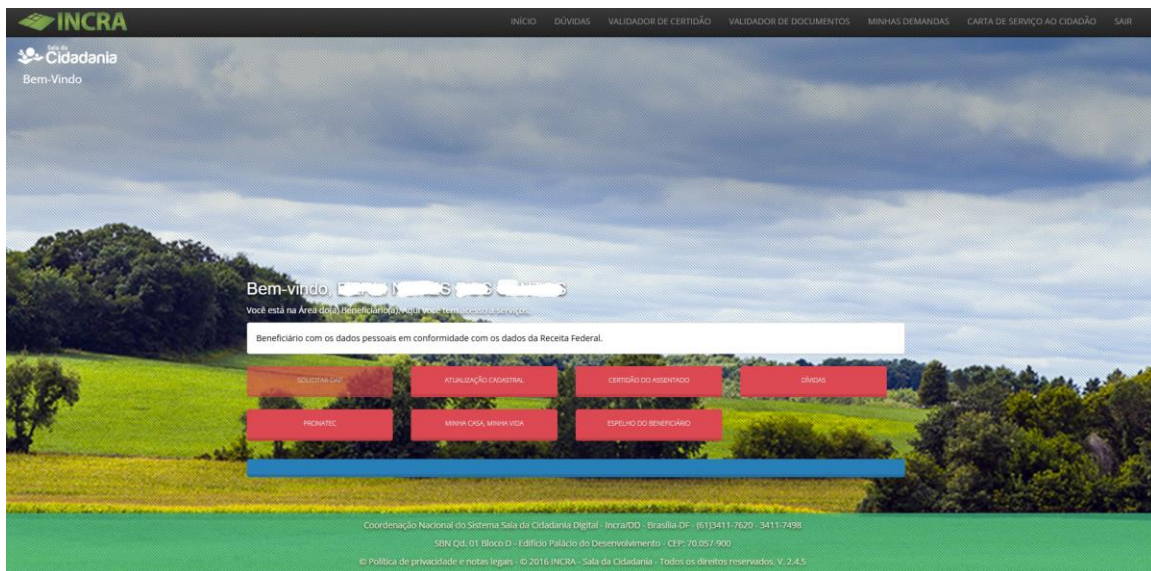 INCRA
INÍCIO DÚVIDAS VALIDADOR DE CERTIDÃO VALIDADOR DE DOCUMENTOS MINHAS DEMANDAS CARTA DE SERVIÇO AO CIDADÃO SAIR
Sala da
Cidadania
Bem-Vindo
Bem-vindo,
Você está na Área do(a) Beneficiário(a). Aqui você tem acesso a serviços.
Beneficiário com os dados pessoais em conformidade com os dados da Receita Federal.
SOLICITAR DAP ATUALIZAÇÃO CADASTRAL CERTIDÃO DO ASSENTADO DÍVIDAS
PRONATEC MINHA CASA, MINHA VIDA ESPELHO DO BENEFICIÁRIO
Coordenação Nacional do Sistema Sala da Cidadania Digital - Incra/DD - Brasília-DF - (61)3411-7620 - 3411-7498
SBN Qd. 01 Bloco D - Edifício Palácio do Desenvolvimento - CEP: 70.057-900
© Política de privacidade e notas legais - © 2016 INCRA - Sala da Cidadania - Todos os direitos reservados. V. 2.4.5